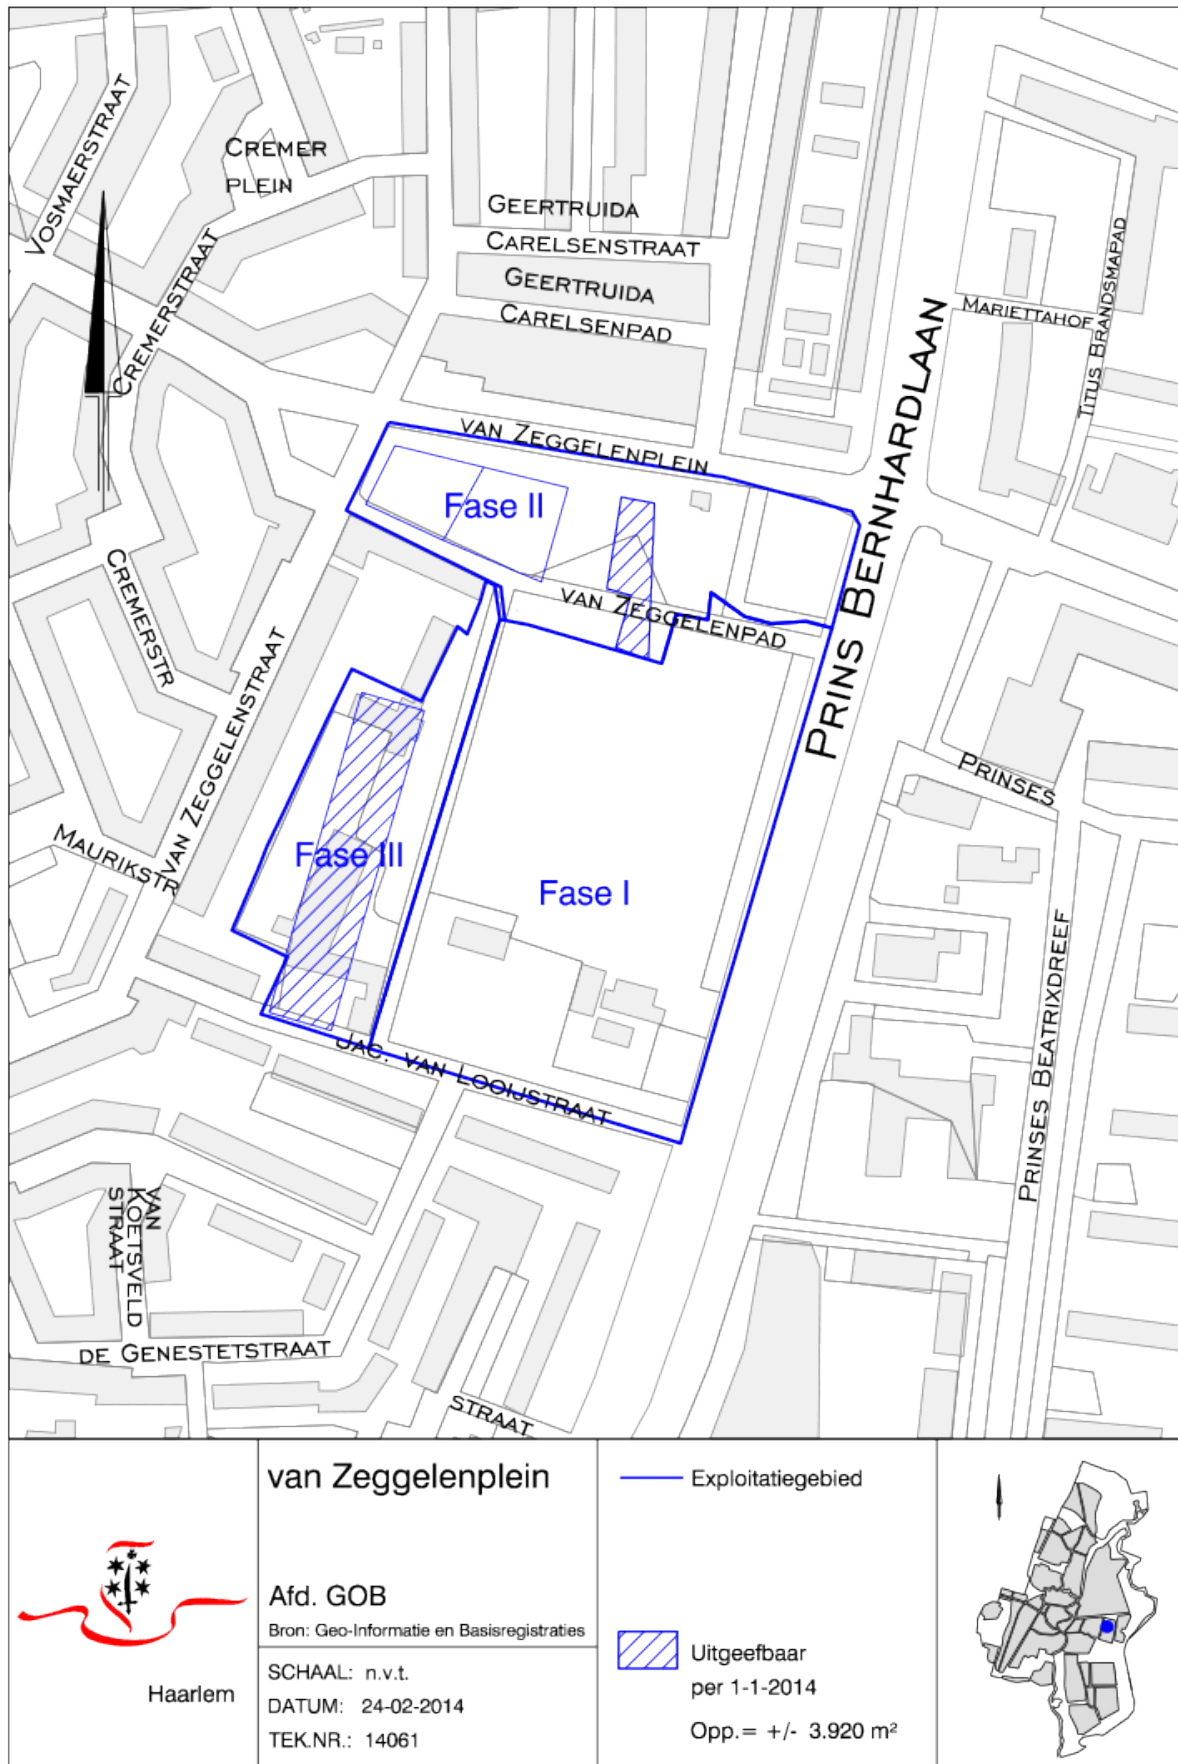 VOSMAERSTRAAT
CREMER
PLEIN
CREMERSTRAAT
GEERTRUIDA
CARELSENSTRAAT
GEERTRUIDA
CARELSENPAD
MARIETTAHOF
TITUS BRANDSMAPAD
PRINS BERNHARDLAAN
VAN ZEGGELENPLEIN
Fase II
VAN ZEGGELENPAD
CREMERSTR
VAN ZEGGELENSTRAAT
MAURIKSTR
Fase III
Fase I
PRINSES
PRINSES BEATRIXDREEF
JAC. VAN LOOIJSTRAAT
VAN
KOETSVELD
STRAAT
DE GENESTETSTRAAT
STRAAT
van Zeggelenplein
Afd. GOB
Bron: Geo-Informatie en Basisregistraties
SCHAAL: n.v.t.
DATUM: 24-02-2014
TEK.NR.: 14061
Haarlem
Exploitatiegebied
Uitgeefbaar
per 1-1-2014
Opp.= +/- 3.920 m²